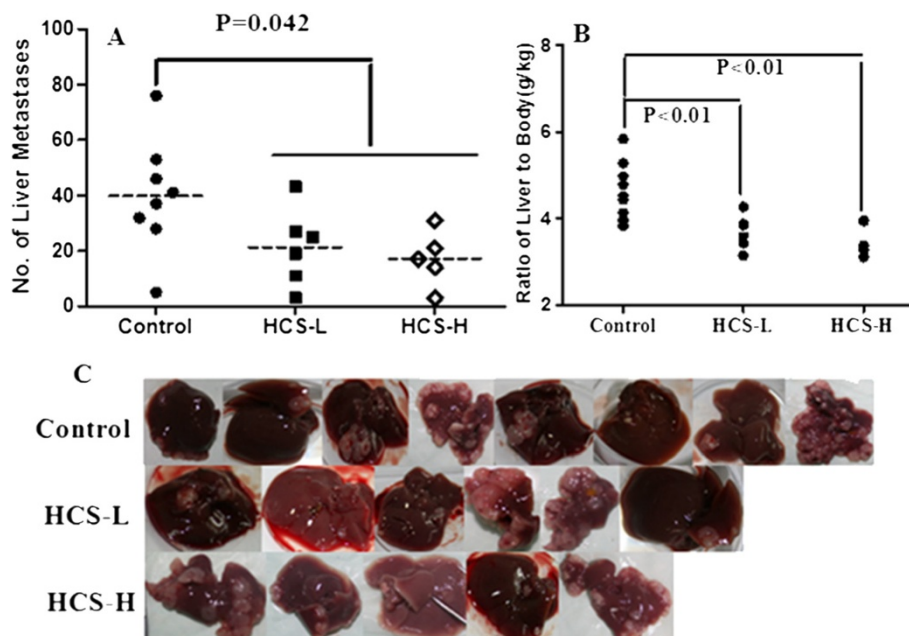 A
P=0.042
No. of Liver Metastases
100
80
60
40
20
0
Control
HCS-L
HCS-H
B
P<0.01
P<0.01
Ratio of Liver to Body(g/kg)
8
6
4
2
Control
HCS-L
HCS-H
C
Control
HCS-L
HCS-H